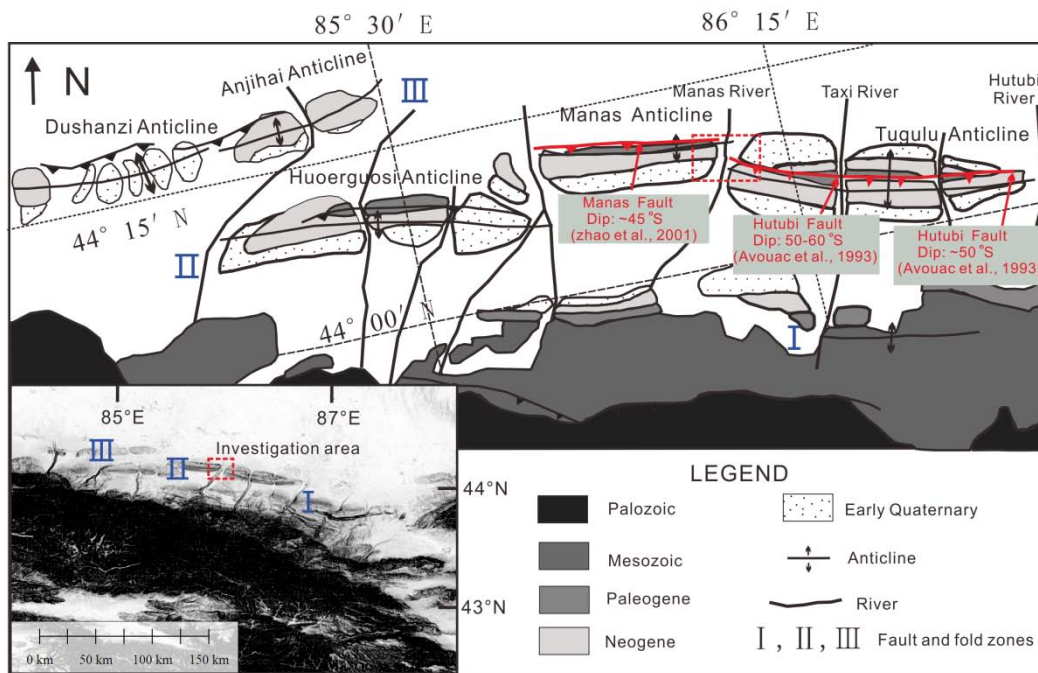 85° 30′ E
86° 15′ E
N
Anjihai Anticline
III
Dushanzi Anticline
Manas River
Manas Anticline
Taxi River
Hutubi
River
Tugulu Anticline
Huoerguosi Anticline
44° 15′ N
Manas Fault
Dip: ~45°S
(zhao et al., 2001)
Hutubi Fault
Dip: 50-60°S
(Avouac et al., 1993)
Hutubi Fault
Dip: ~50°S
(Avouac et al., 1993
II
44° 00′ N
I
85°E
87°E
Investigation area
III
II
I
44°N
43°N
0 km
50 km
100 km
150 km
LEGEND
Palozoic
Early Quternary
Mesozoic
Anticline
Paleogene
River
Neogene
I , II , III Fault and fold zones